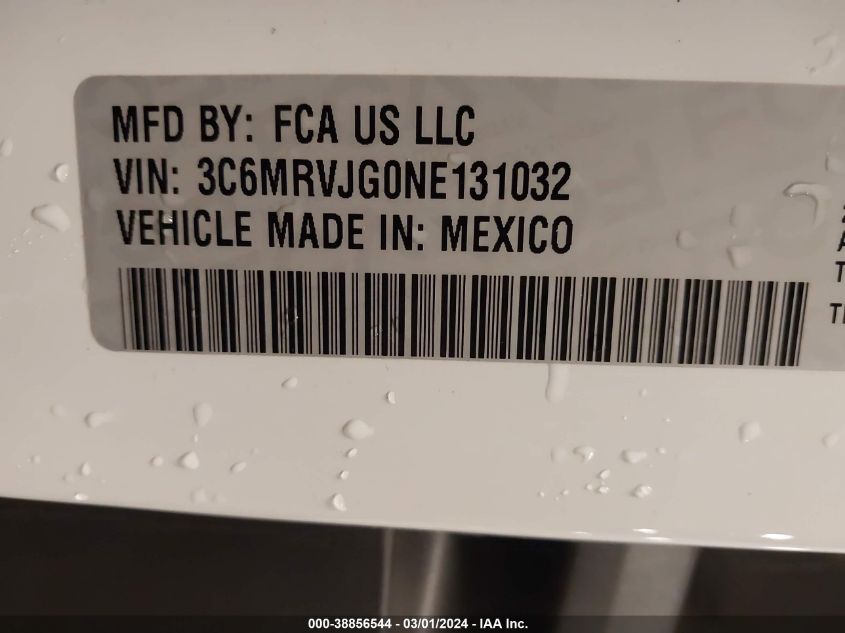 MFD BY: FCA US LLC
VIN: 3C6MRVJG0NE131032
VEHICLE MADE IN: MEXICO
000-38856544 - 03/01/2024 - IAA Inc.